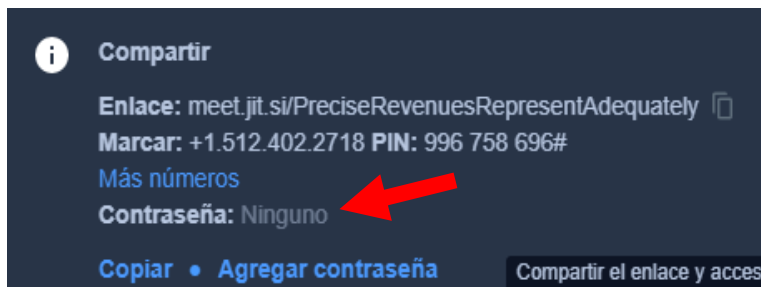 Compartir
Enlace: meet.jit.si/PreciseRevenuesRepresentAdequately
Marcar: +1.512.402.2718 PIN: 996 758 696#
Más números
Contraseña: Ninguno
Copiar • Agregar contraseña
Compartir el enlace y acces